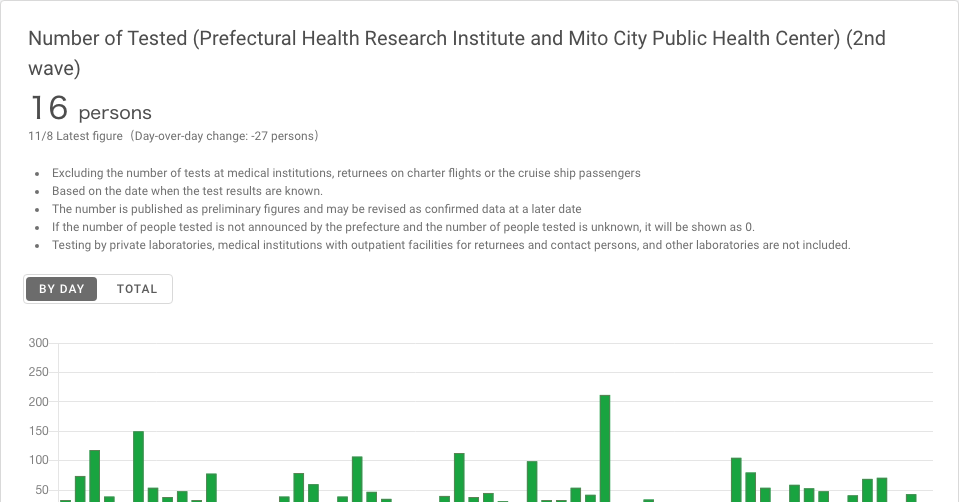 Number of Tested (Prefectural Health Research Institute and Mito City Public Health Center) (2nd
wave)
16 persons
11/8 Latest figure（Day-over-day change: -27 persons）
• Excluding the number of tests at medical institutions, returnees on charter flights or the cruise ship passengers
• Based on the date when the test results are known.
• The number is published as preliminary figures and may be revised as confirmed data at a later date
• If the number of people tested is not announced by the prefecture and the number of people tested is unknown, it will be shown as 0.
• Testing by private laboratories, medical institutions with outpatient facilities for returnees and contact persons, and other laboratories are not included.
BY DAY TOTAL
300
250
200
150
100
50